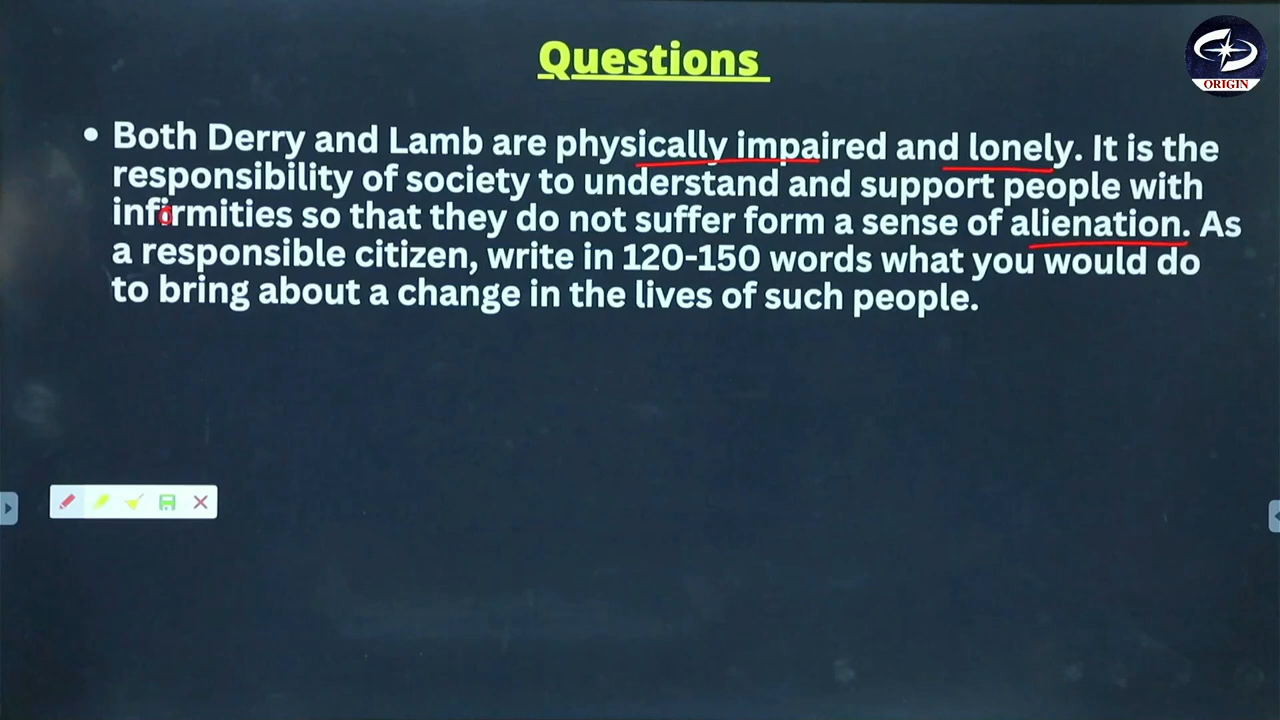 Questions
ORIGIN
• Both Derry and Lamb are physically impaired and lonely. It is the
responsibility of society to understand and support people with
infirmities so that they do not suffer form a sense of alienation. As
a responsible citizen, write in 120-150 words what you would do
to bring about a change in the lives of such people.